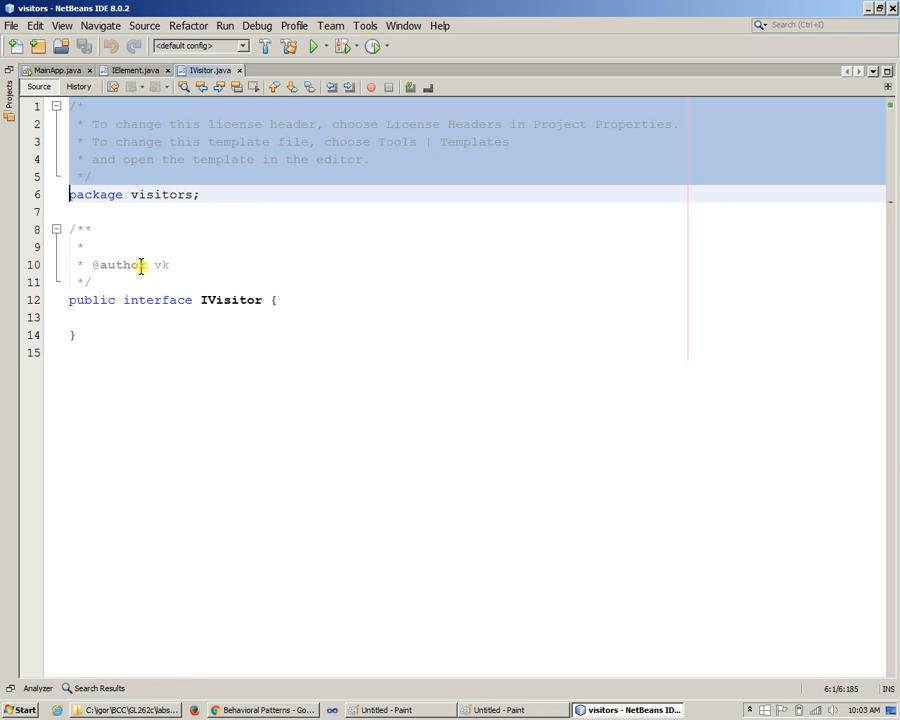 visitors - NetBeans IDE 8.0.2
File Edit View Navigate Source Refactor Run Debug Profile Team Tools Window Help
Search (Ctrl+I)
<default config>
MainApp.java IElement.java IVisitor.java
Projects
Source History
1 /*
2 * To change this license header, choose License Headers in Project Properties.
3 * To change this template file, choose Tools | Templates
4 * and open the template in the editor.
5 */
6 package visitors;
7
8 /**
9 *
10 * @author vk
11 */
12 public interface IVisitor {
13
14 }
15
Analyzer Search Results
6:1/6:185 INS
Start C:\igor\BCC\GL262c\labs... Behavioral Patterns - Go... Untitled - Paint Untitled - Paint visitors - NetBeans ID... 10:03 AM